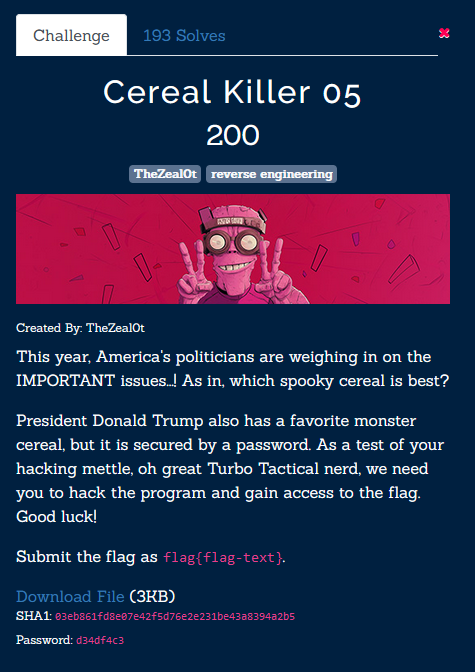 Challenge
193 Solves
Cereal Killer 05
200
TheZeal0t
reverse engineering
Created By: TheZeal0t
This year, America's politicians are weighing in on the
IMPORTANT issues...! As in, which spooky cereal is best?
President Donald Trump also has a favorite monster
cereal, but it is secured by a password. As a test of your
hacking mettle, oh great Turbo Tactical nerd, we need
you to hack the program and gain access to the flag.
Good luck!
Submit the flag as flag{flag-text}.
Download File (3KB)
SHA1: 03eb861fd8e07e42f5d76e2e231be43a8394a2b5
Password: d34df4c3